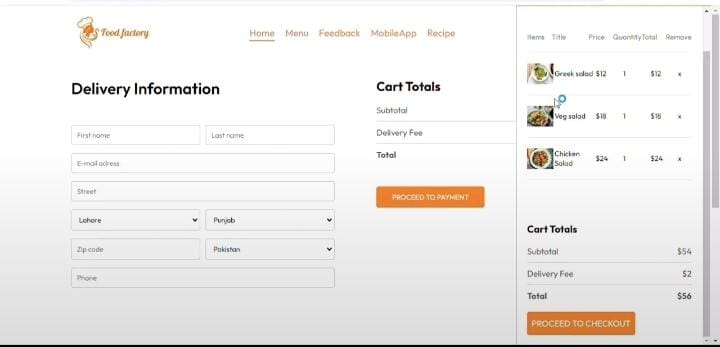 Food factory
Home Menu Feedback MobileApp Recipe
Delivery Information
First name
Last name
E-mail adress
Street
Lahore
Punjab
Zip code
Pakistan
Phone
Cart Totals
Subtotal
Delivery Fee
Total
PROCEED TO PAYMENT
Items Title Price Quontity Total Remove
Greek salad $12 1 $12 x
Veg salad $18 1 $18 x
Chicken Salad $24 1 $24 x
Cart Totals
Subtotal $54
Delivery Fee $2
Total $56
PROCEED TO CHECKOUT